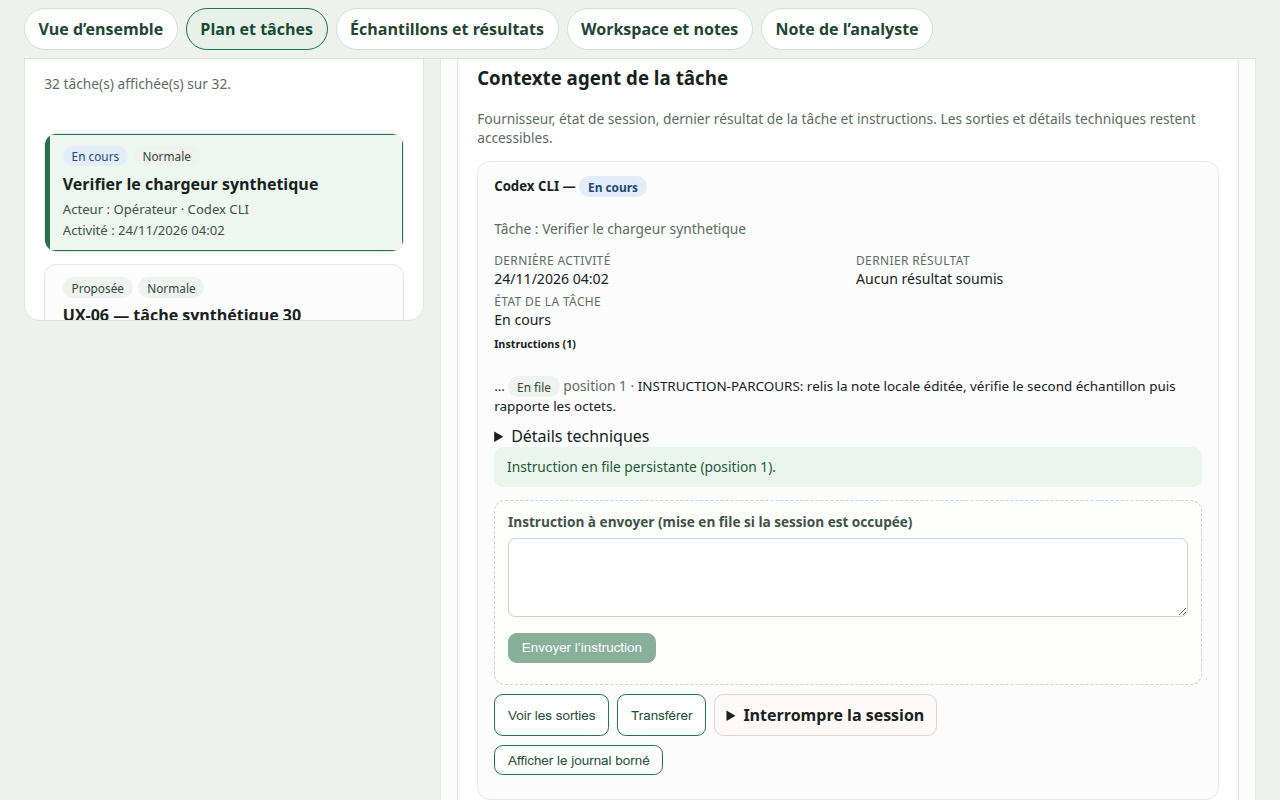 Vue d’ensemble
Plan et tâches
Échantillons et résultats
Workspace et notes
Note de l’analyste
32 tâche(s) affichée(s) sur 32.
En cours
Normale
Verifier le chargeur synthetique
Acteur : Opérateur · Codex CLI
Activité : 24/11/2026 04:02
Proposée
Normale
UX-06 — tâche synthétique 30
Contexte agent de la tâche
Fournisseur, état de session, dernier résultat de la tâche et instructions. Les sorties et détails techniques restent
accessibles.
Codex CLI — En cours
Tâche : Verifier le chargeur synthetique
DERNIÈRE ACTIVITÉ
24/11/2026 04:02
DERNIER RÉSULTAT
Aucun résultat soumis
ÉTAT DE LA TÂCHE
En cours
Instructions (1)
... En file position 1 · INSTRUCTION-PARCOURS: relis la note locale éditée, vérifie le second échantillon puis
rapporte les octets.
▶ Détails techniques
Instruction en file persistante (position 1).
Instruction à envoyer (mise en file si la session est occupée)
Envoyer l’instruction
Voir les sorties
Transférer
▶ Interrompre la session
Afficher le journal borné